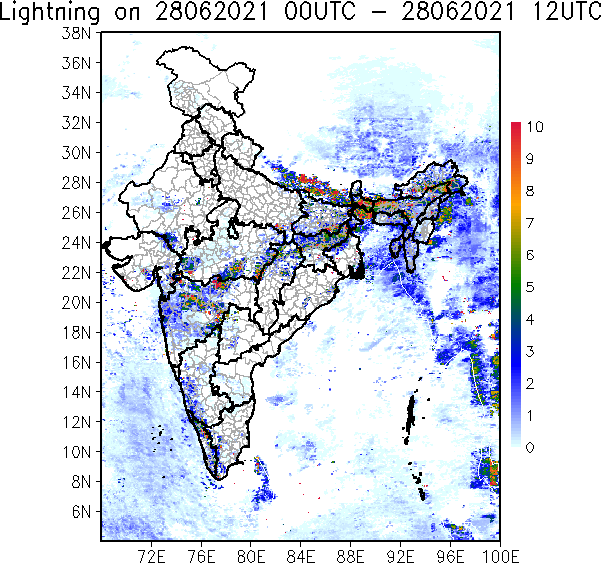 Lightning on 28062021 00UTC – 28062021 12UTC
38N
36N
34N
32N
30N
28N
26N
24N
22N
20N
18N
16N
14N
12N
10N
8N
6N
10
9
8
7
6
5
4
3
2
1
0
72E 76E 80E 84E 88E 92E 96E 100E